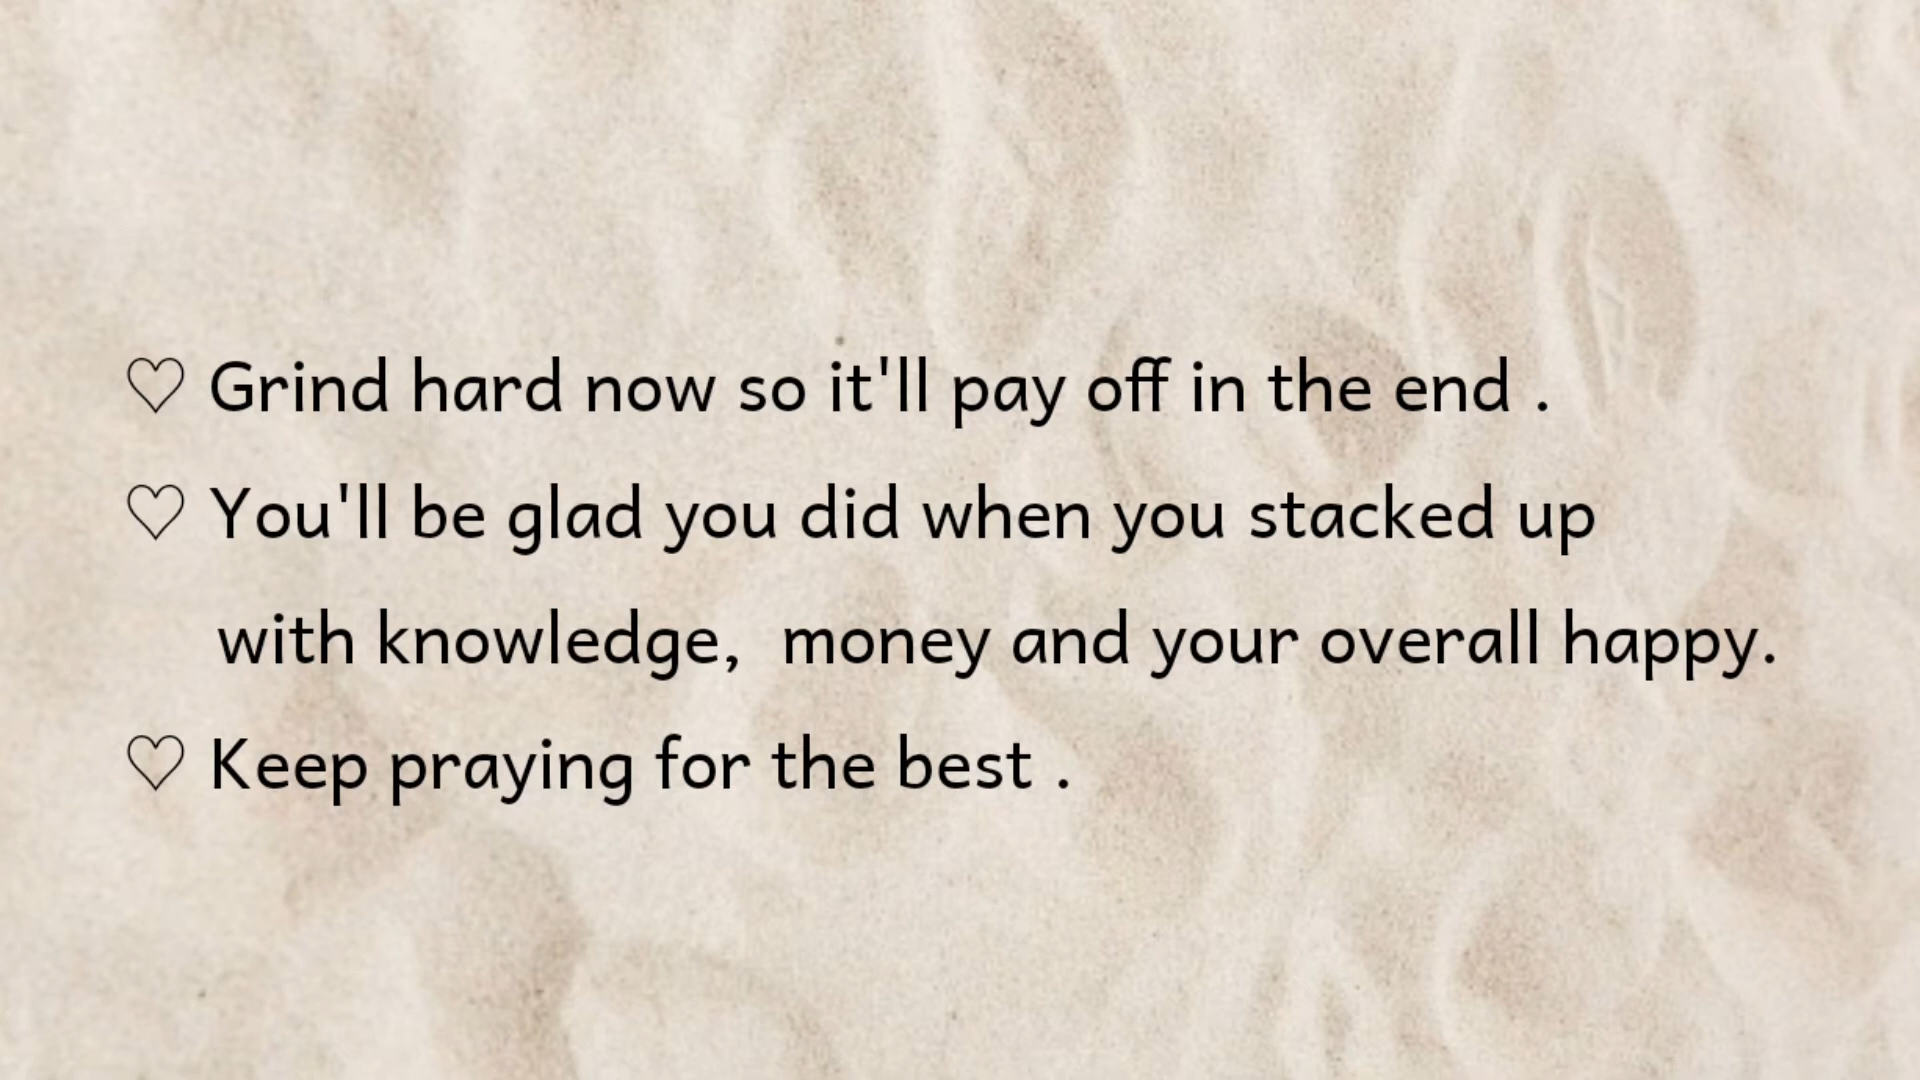 ♡ Grind hard now so it'll pay off in the end .
♡ You'll be glad you did when you stacked up
with knowledge,  money and your overall happy.
♡ Keep praying for the best .